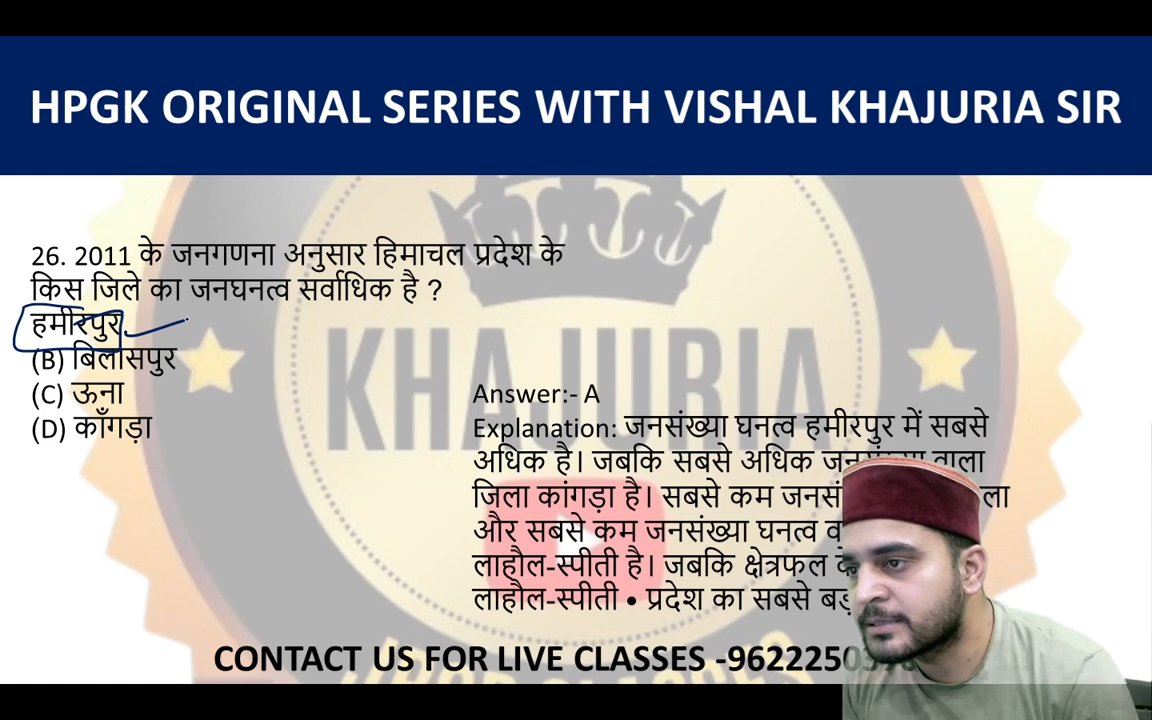 HPGK ORIGINAL SERIES WITH VISHAL KHAJURIA SIR
26. 2011 के जनगणना अनुसार हिमाचल प्रदेश के
किस जिले का जनघनत्व सर्वाधिक है ?
हमीरपुर
(B) बिलासपुर
(C) ऊना
(D) काँगड़ा
KHAJURIA
Answer:- A
Explanation: जनसंख्या घनत्व हमीरपुर में सबसे
अधिक है। जबकि सबसे अधिक जनसंख्या वाला
जिला कांगड़ा है। सबसे कम
और सबसे कम जनसंख्या घनत्व
लाहौल-स्पीती है। जबकि क्षेत्रफल
लाहौल-स्पीती • प्रदेश का सबसे
CONTACT US FOR LIVE CLASSES